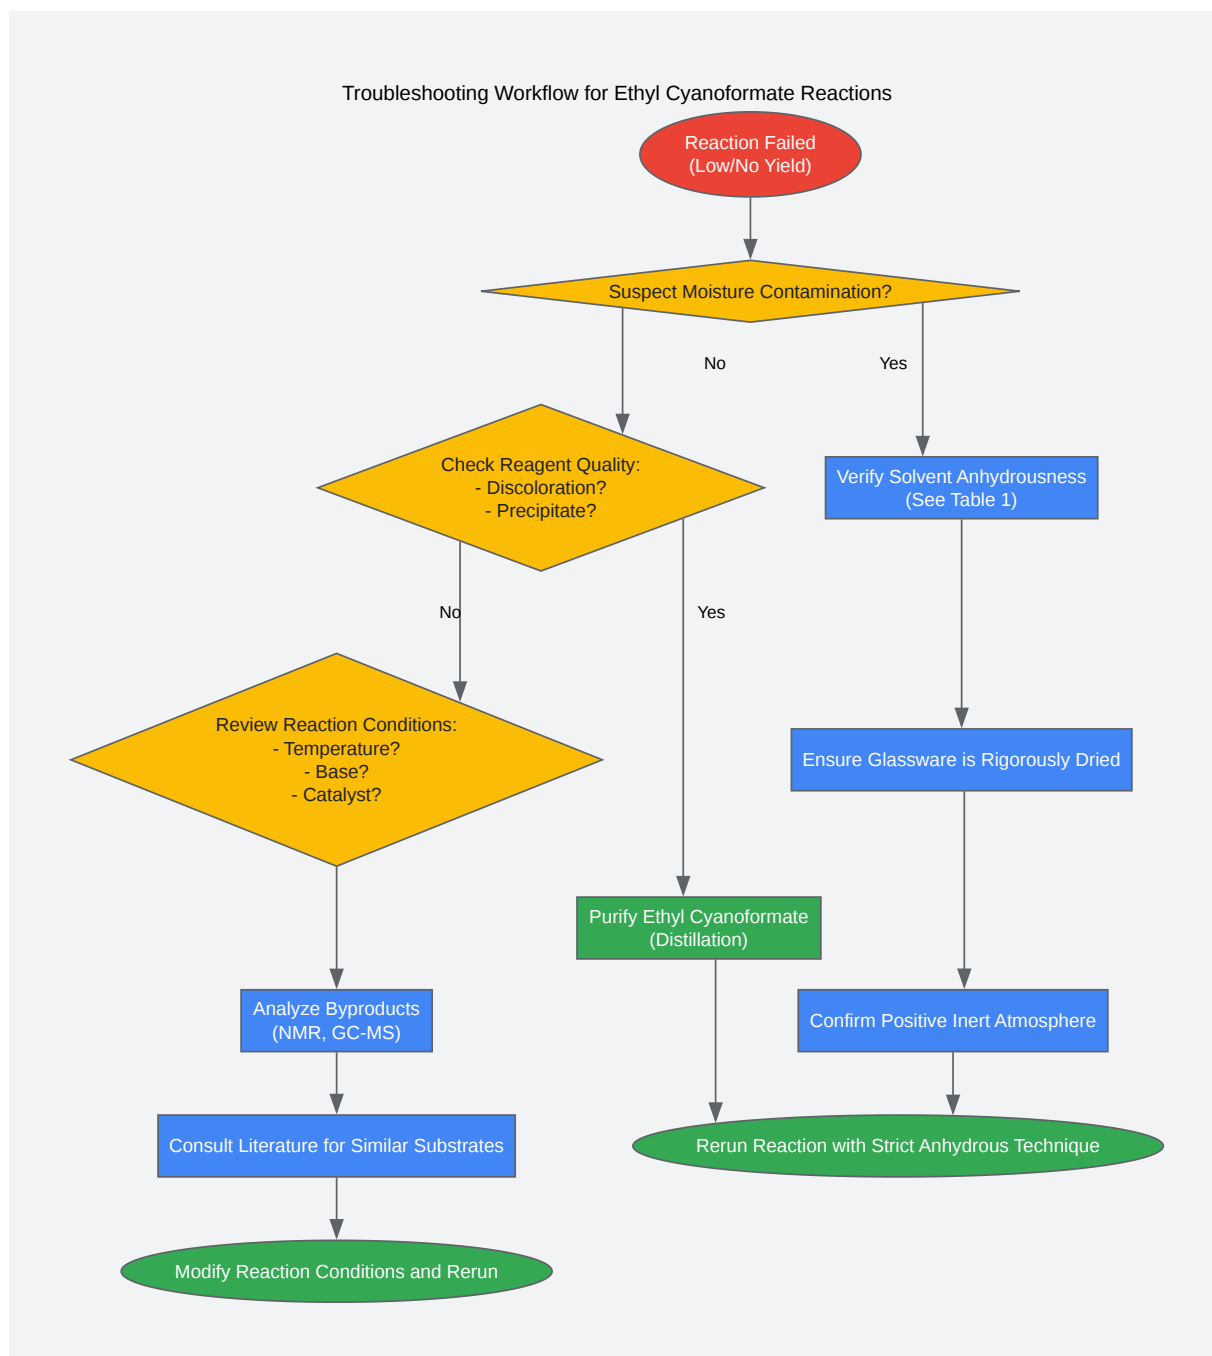 Troubleshooting Workflow for Ethyl Cyanoformate Reactions
Reaction Failed
(Low/No Yield)
Suspect Moisture Contamination?
No
Yes
Check Reagent Quality:
- Discoloration?
- Precipitate?
Verify Solvent Anhydrousness
(See Table 1)
No
Yes
Review Reaction Conditions:
- Temperature?
- Base?
- Catalyst?
Ensure Glassware is Rigorously Dried
Purify Ethyl Cyanoformate
(Distillation)
Analyze Byproducts
(NMR, GC-MS)
Confirm Positive Inert Atmosphere
Consult Literature for Similar Substrates
Rerun Reaction with Strict Anhydrous Technique
Modify Reaction Conditions and Rerun